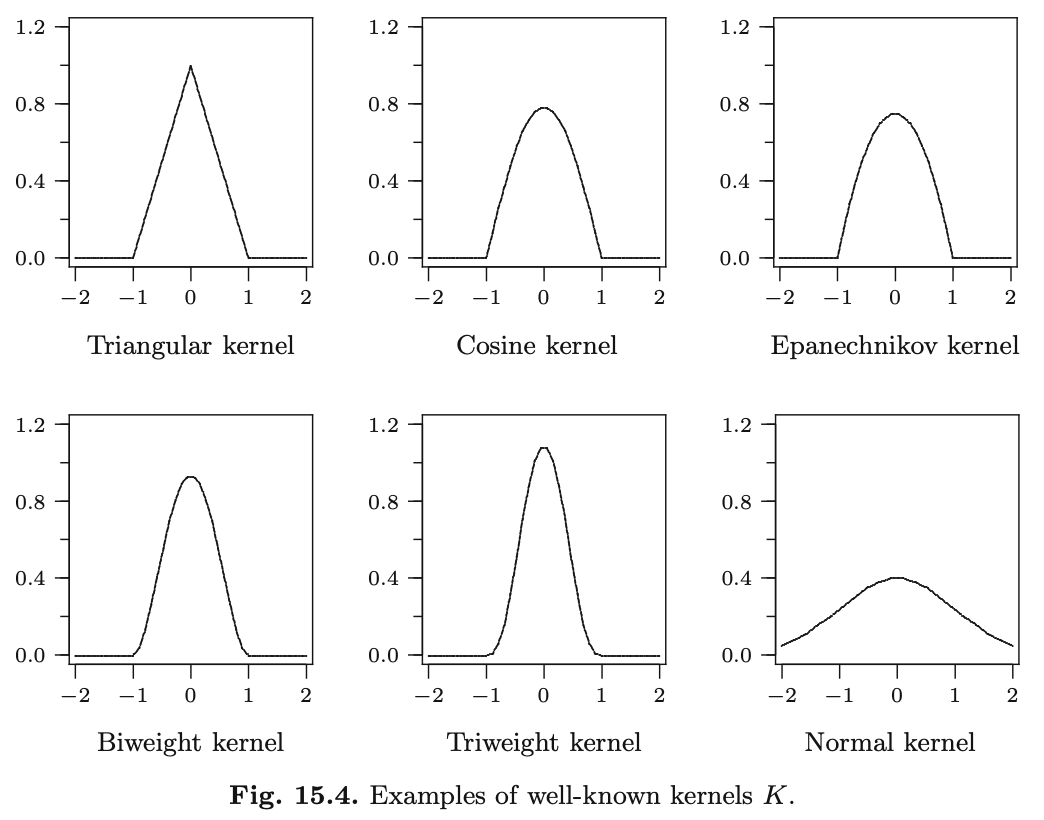 1.2 1.2 1.2
0.8 0.8 0.8
0.4 0.4 0.4
0.0 0.0 0.0
−2 −1 0 1 2 −2 −1 0 1 2 −2 −1 0 1 2
Triangular kernel Cosine kernel Epanechnikov kernel
1.2 1.2 1.2
0.8 0.8 0.8
0.4 0.4 0.4
0.0 0.0 0.0
−2 −1 0 1 2 −2 −1 0 1 2 −2 −1 0 1 2
Biweight kernel Triweight kernel Normal kernel
Fig. 15.4. Examples of well-known kernels K.